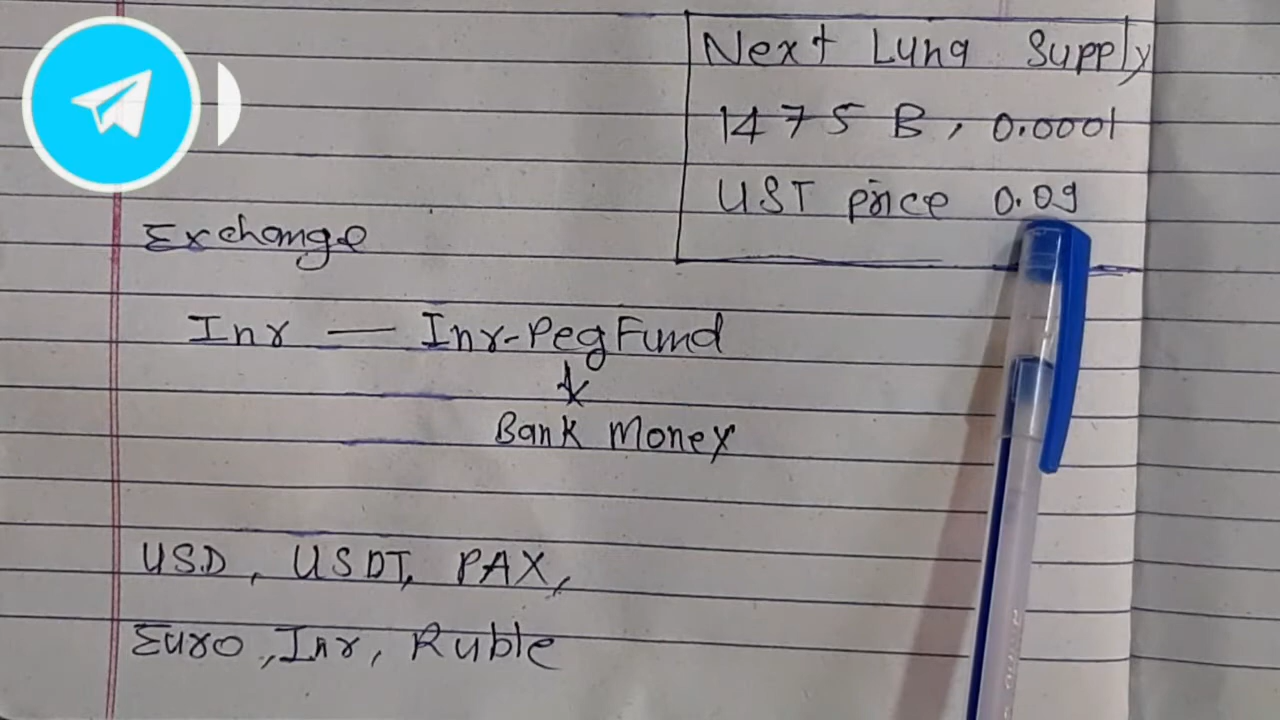 Next Luna Supply
1475 B, 0.0001
UST price 0.09
Exchange
Inr — Inr-PegFund
↓
Bank Money
USD, USDT, PAX,
Euro, Inr, Ruble